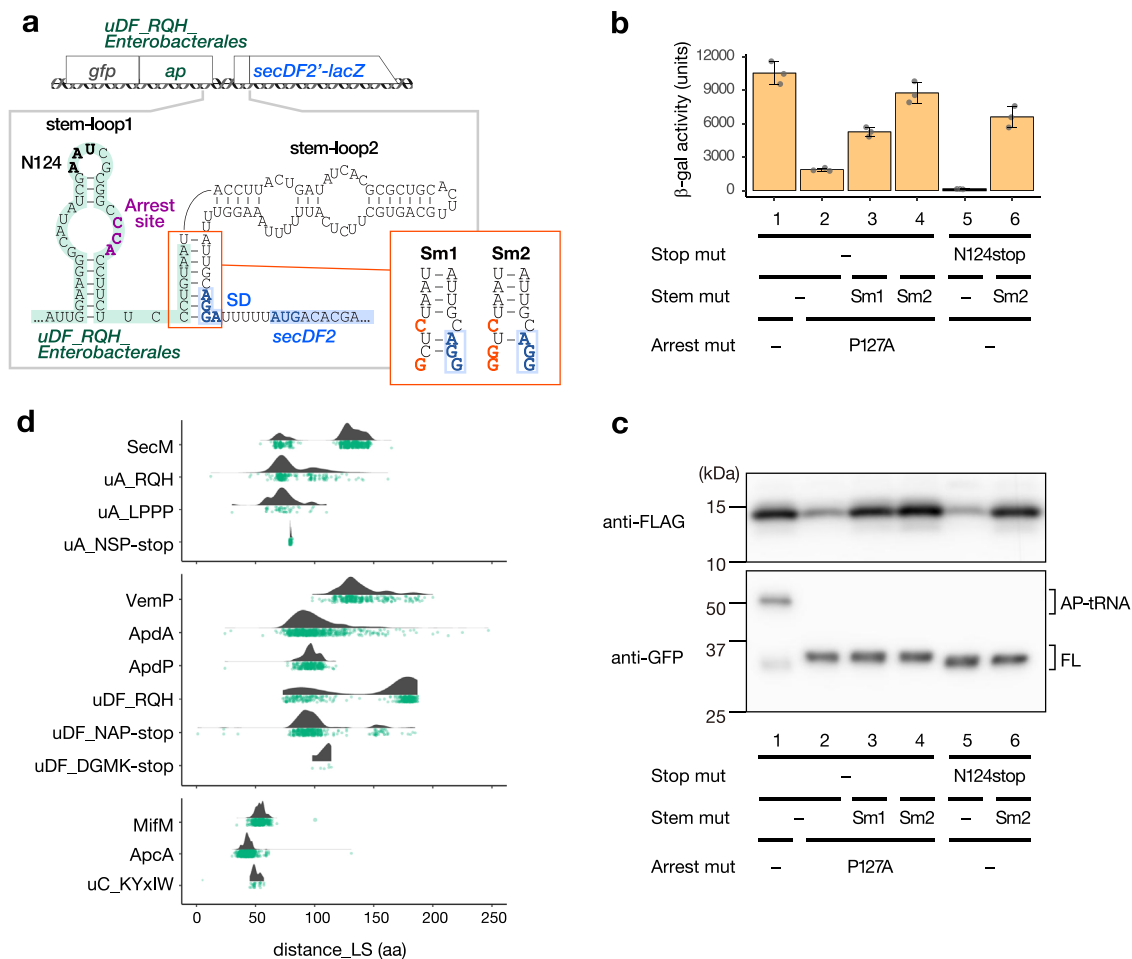 a
uDF_RQH_
Enterobacterales
gfp
ap
secDF2'-lacZ
stem-loop1
N124
Arrest
site
stem-loop2
SD
...AUUG
U U C C
AUUUUUAUGACACGA...
uDF_RQH_
Enterobacterales
secDF2
Sm1
Sm2
b
β-gal activity (units)
12000
9000
6000
3000
0
1 2 3 4 5 6
Stop mut – N124stop
Stem mut – Sm1 Sm2 – Sm2
Arrest mut – P127A –
d
SecM
uA_RQH
uA_LPPP
uA_NSP-stop
VemP
ApdA
ApdP
uDF_RQH
uDF_NAP-stop
uDF_DGMK-stop
MifM
ApcA
uC_KYxIW
0 50 100 150 200 250
distance_LS (aa)
c
(kDa)
anti-FLAG
15
10
anti-GFP
50
37
25
AP-tRNA
FL
1 2 3 4 5 6
Stop mut – N124stop
Stem mut – Sm1 Sm2 – Sm2
Arrest mut – P127A –